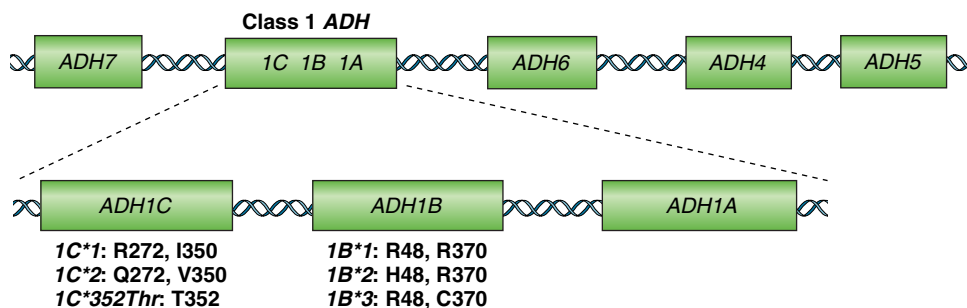 Class 1 ADH
ADH7 1C 1B 1A ADH6 ADH4 ADH5
ADH1C ADH1B ADH1A
1C*1: R272, I350
1C*2: Q272, V350
1C*352Thr: T352
1B*1: R48, R370
1B*2: H48, R370
1B*3: R48, C370